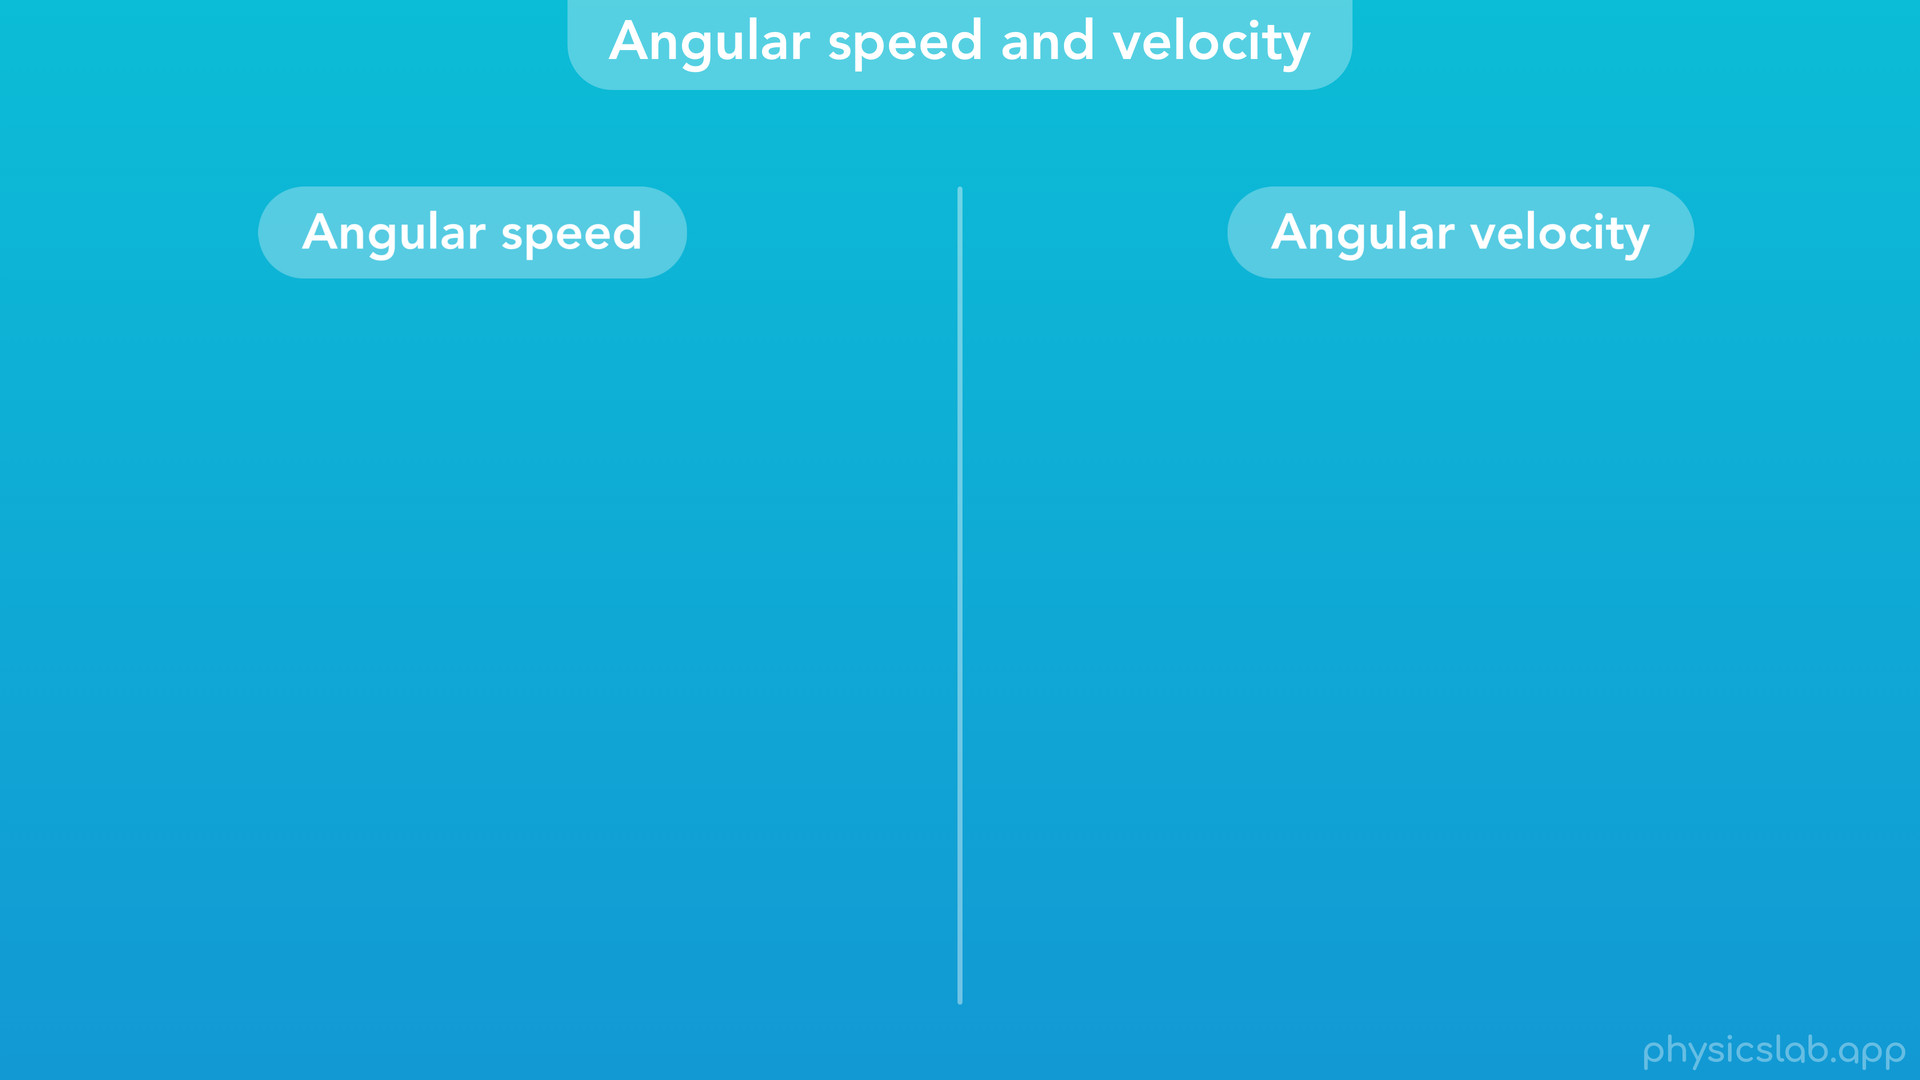 Angular speed and velocity
Angular speed
Angular velocity
physicslab.app